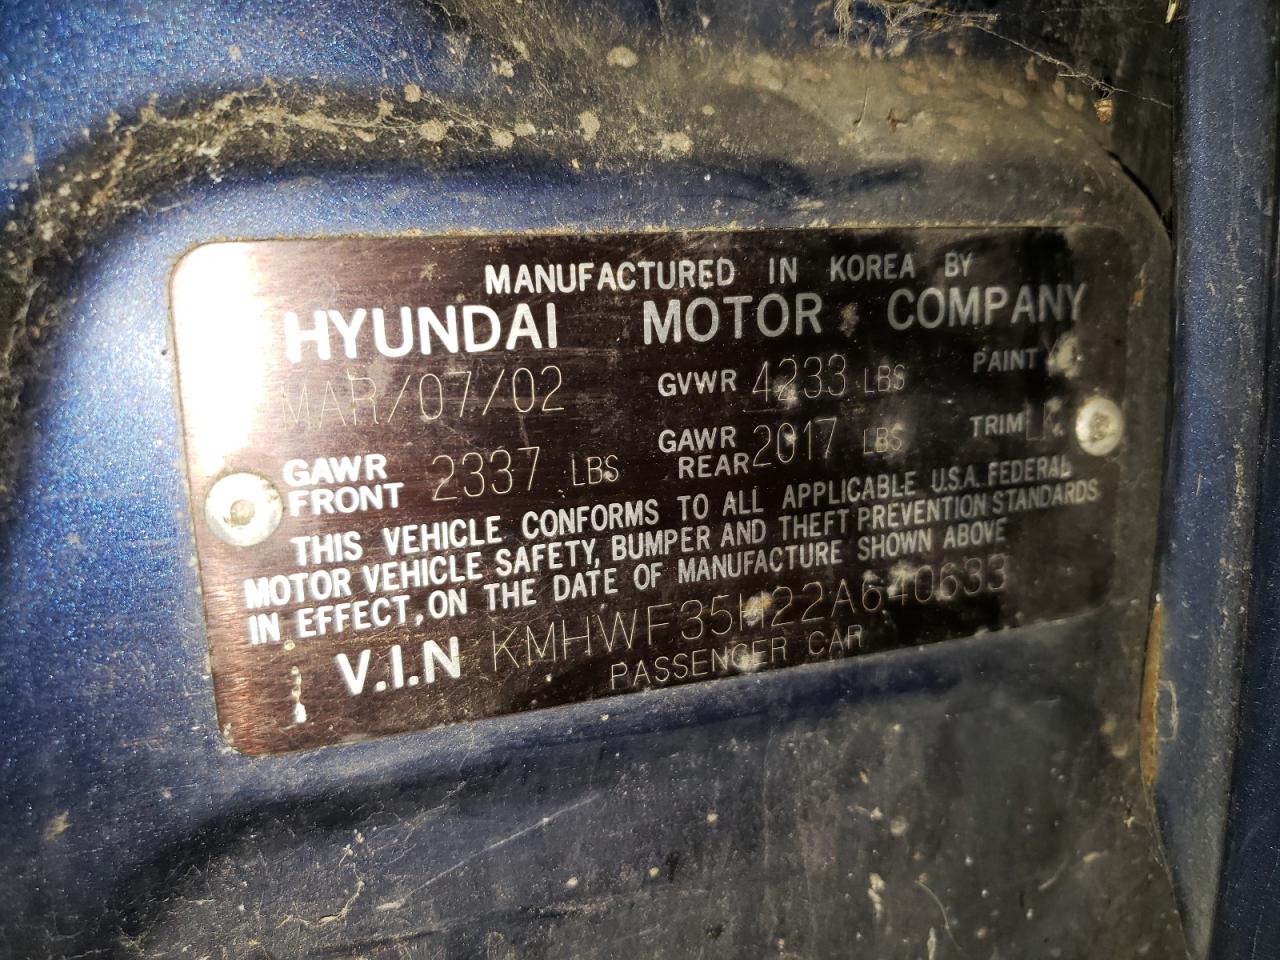 MANUFACTURED IN KOREA BY
HYUNDAI MOTOR COMPANY
MAR/07/02 GVWR 4233 LBS PAINT
GAWR FRONT 2337 LBS GAWR REAR 2017 LBS TRIM
THIS VEHICLE CONFORMS TO ALL APPLICABLE U.S.A. FEDERAL
MOTOR VEHICLE SAFETY, BUMPER AND THEFT PREVENTION STANDARDS
IN EFFECT, ON THE DATE OF MANUFACTURE SHOWN ABOVE
V.I.N KMHWF35H22A640633
PASSENGER CAR